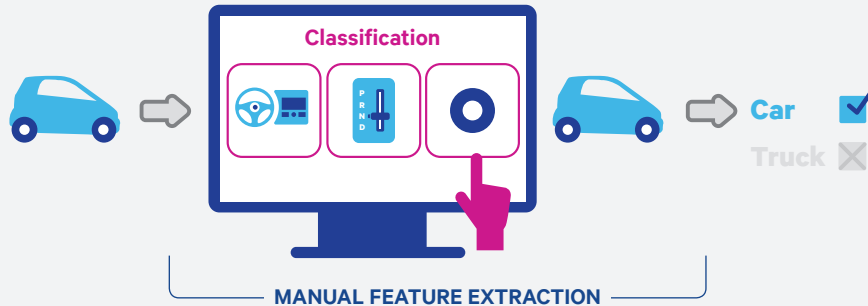 Classification
P
R
N
D
Car
Truck
MANUAL FEATURE EXTRACTION